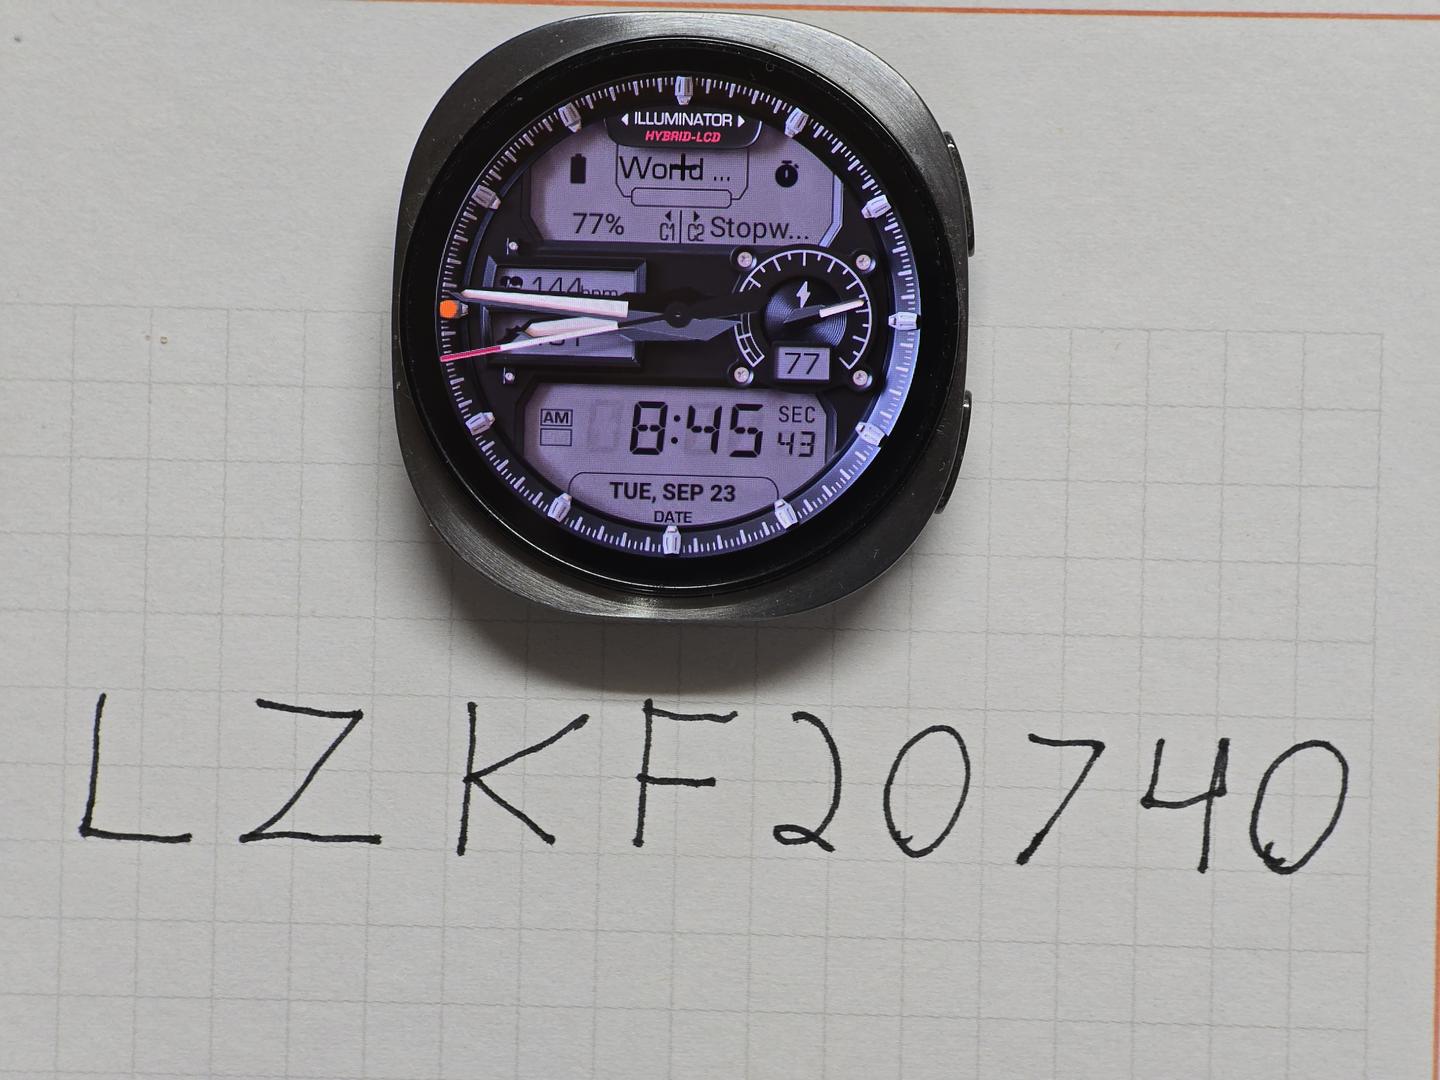 ILLUMINATOR
HYBRID-LCD
World ...
77% C1 C2 Stopw...
144bpm
77
AM 8:45 SEC 43
TUE, SEP 23
DATE
LZKF20740